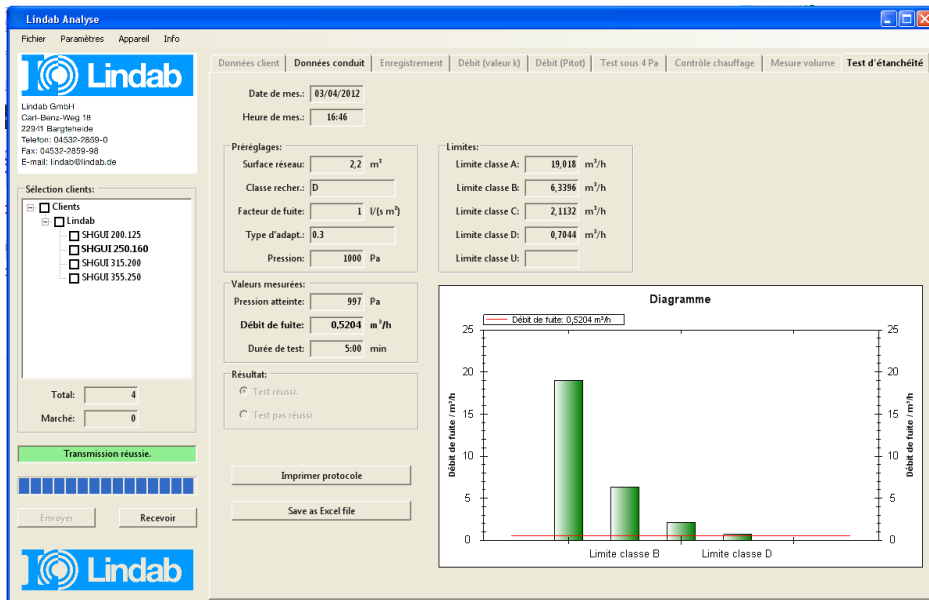 Lindab Analyse
Fichier Paramètres Appareil Info
Lindab
Lindab GmbH
Carl-Benz-Weg 18
22941 Bargteheide
Telefon: 04532-2859-0
Fax: 04532-2859-98
E-mail: lindab@lindab.de
Sélection clients:
Clients
Lindab
SHGUI 200.125
SHGUI 250.160
SHGUI 315.200
SHGUI 355.250
Total: 4
Marché: 0
Transmission réussie.
Envoyer Recevoir
Lindab
Données client Données conduit Enregistrement Débit (valeur k) Débit (Pitot) Test sous 4 Pa Contrôle chauffage Mesure volume Test d'étanchéité
Date de mes.: 03/04/2012
Heure de mes.: 16:46
Préréglages:
Surface réseau: 2,2 m²
Classe recher.: D
Facteur de fuite: 1 l/(s m²)
Type d'adapt.: 0.3
Pression: 1000 Pa
Limites:
Limite classe A: 19,018 m³/h
Limite classe B: 6,3396 m³/h
Limite classe C: 2,1132 m³/h
Limite classe D: 0,7044 m³/h
Limite classe U:
Valeurs mesurées:
Pression atteinte: 997 Pa
Débit de fuite: 0,5204 m³/h
Durée de test: 5:00 min
Résultat:
Test réussi.
Test pas réussi.
Imprimer protocole
Save as Excel file
Diagramme
Débit de fuite: 0,5204 m³/h
25 25
20 20
15 15
10 10
5 5
0 0
Débit de fuite / m³/h
Débit de fuite / m³/h
Limite classe B Limite classe D